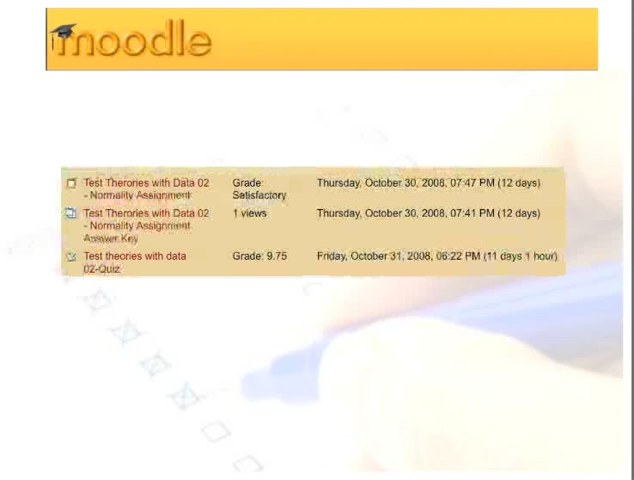 moodle
Test Therories with Data 02 Grade: Thursday, October 30, 2008, 07:47 PM (12 days)
- Normality Assignment Satisfactory
Test Therories with Data 02 1 views Thursday, October 30, 2008, 07:41 PM (12 days)
- Normality Assignment
Answer Key
Test theories with data Grade: 9.75 Friday, October 31, 2008, 06:22 PM (11 days 1 hour)
02-Quiz